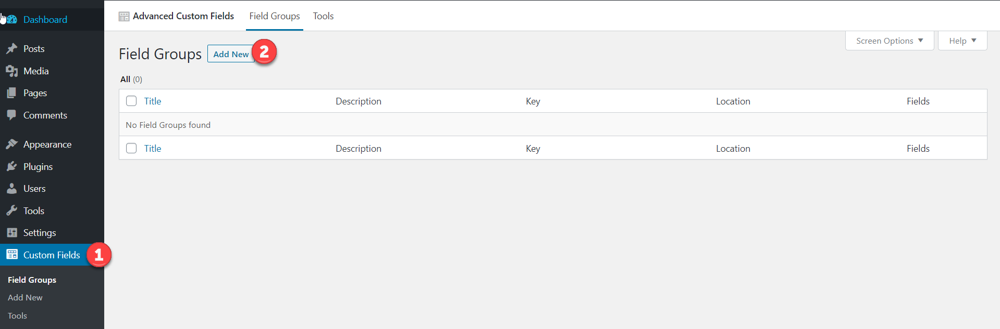 Dashboard
Posts
Media
Pages
Comments
Appearance
Plugins
Users
Tools
Settings
Custom Fields 1
Field Groups
Add New
Tools
Advanced Custom Fields Field Groups Tools
Screen Options ▼ Help ▼
Field Groups Add New 2
All (0)
Title Description Key Location Fields
No Field Groups found
Title Description Key Location Fields